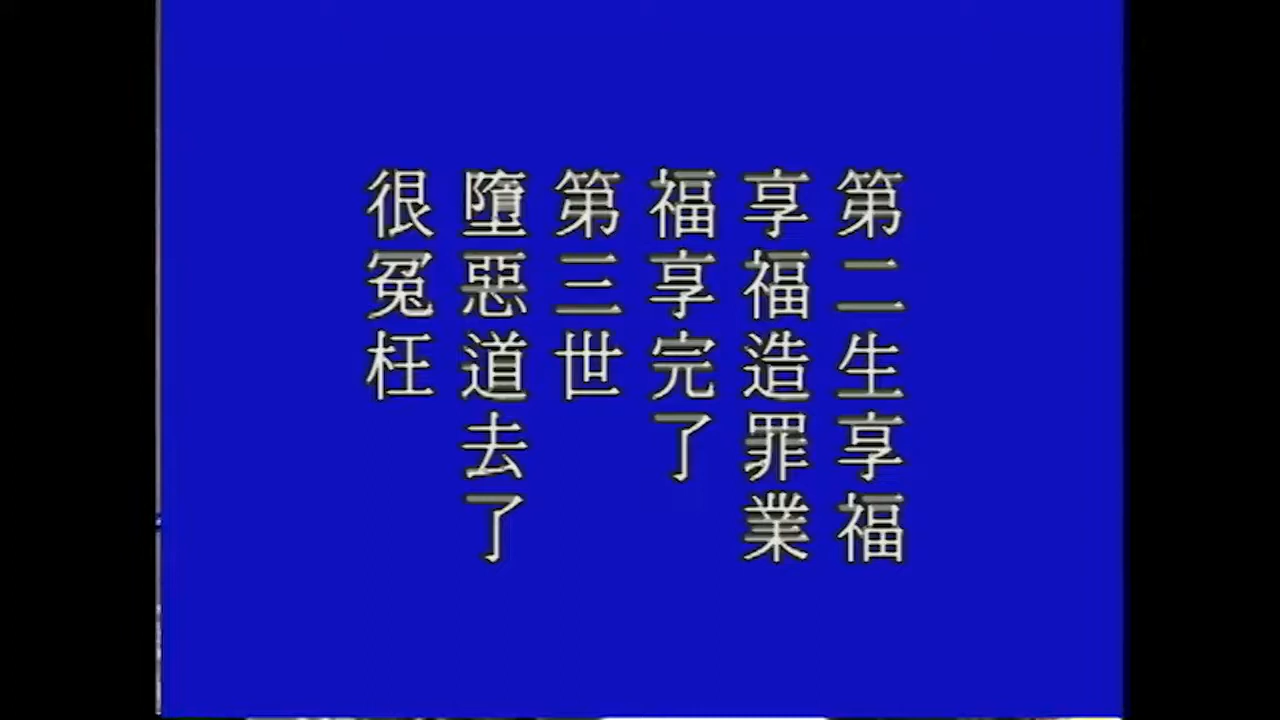 第二生享福
享福造罪業
福享完了
第三世
墮惡道去了
很冤枉